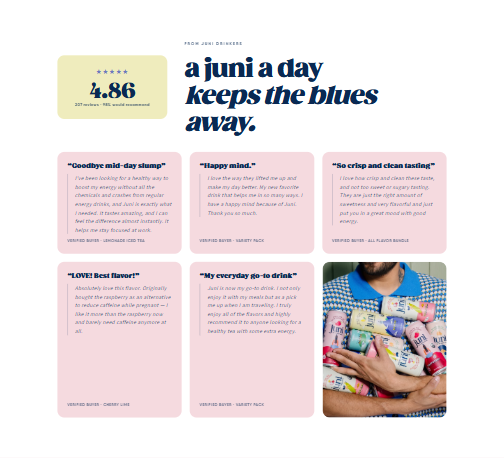 FROM JUNI DRINKERS
★★★★★
4.86
207 reviews · 98% would recommend
a juni a day
keeps the blues
away.
“Goodbye mid-day slump”
I've been looking for a healthy way to
boost my energy without all the
chemicals and crashes from regular
energy drinks, and Juni is exactly what
I needed. It tastes amazing, and I can
feel the difference almost instantly. It
helps me stay focused at work.
VERIFIED BUYER · LEMONADE ICED TEA
“Happy mind.”
I love the way they lifted me up and
make my day better. My new favorite
drink that helps me in so many ways. I
have a happy mind because of Juni.
Thank you so much.
VERIFIED BUYER · VARIETY PACK
“So crisp and clean tasting”
I love how crisp and clean these taste,
and not too sweet or sugary tasting.
They are just the right amount of
sweetness and very flavorful and just
put you in a great mood with good
energy.
VERIFIED BUYER · ALL FLAVOR BUNDLE
“LOVE! Best flavor!”
Absolutely love this flavor. Originally
bought the raspberry as an alternative
to reduce caffeine while pregnant — I
like it more than the raspberry now
and barely need caffeine anymore at
all.
VERIFIED BUYER · CHERRY LIME
“My everyday go-to drink”
Juni is now my go-to drink. I not only
enjoy it with my meals but as a pick
me up when I am traveling. I truly
enjoy all of the flavors and highly
recommend it to anyone looking for a
healthy tea with some extra energy.
VERIFIED BUYER · VARIETY PACK
juni